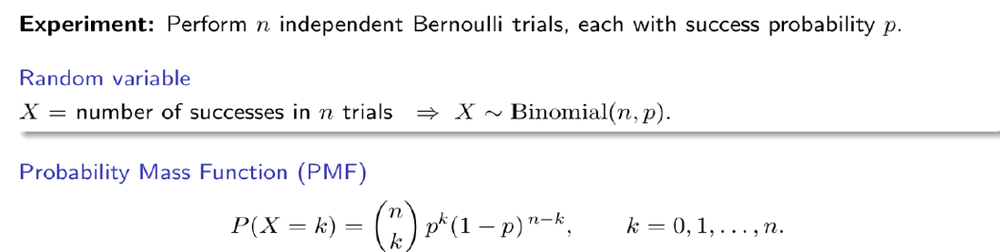 Experiment: Perform n independent Bernoulli trials, each with success probability p.
Random variable
X = number of successes in n trials ⇒ X ∼ Binomial(n, p).
Probability Mass Function (PMF)
P(X = k) = \binom{n}{k} p^k (1 − p)^{n−k}, k = 0, 1, . . . , n.